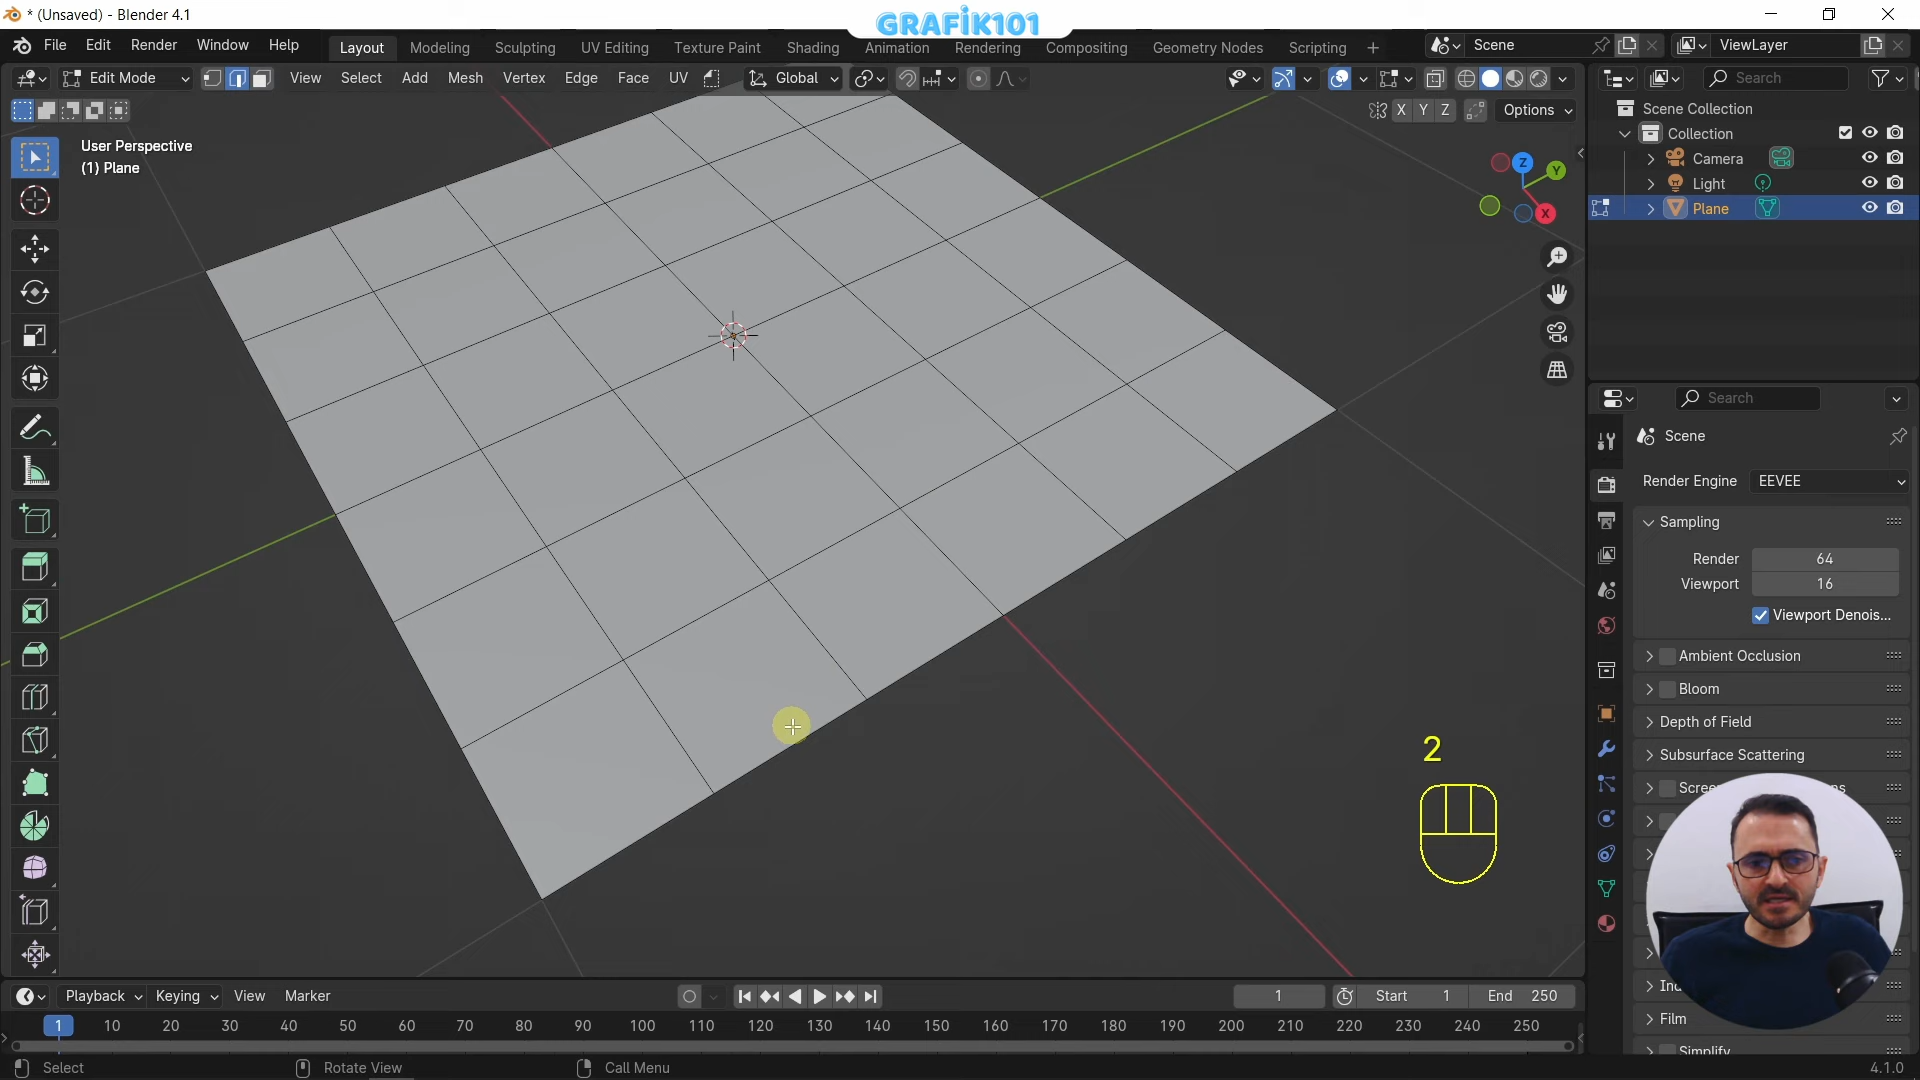 * (Unsaved) - Blender 4.1
GRAFİK101
File Edit Render Window Help
Layout Modeling Sculpting UV Editing Texture Paint Shading Animation Rendering Compositing Geometry Nodes Scripting +
Scene
ViewLayer
Edit Mode
View Select Add Mesh Vertex Edge Face UV
Global
Search
X Y Z
Options
User Perspective
(1) Plane
Z
Y
X
Scene Collection
Collection
Camera
Light
Plane
Search
Scene
Render Engine EEVEE
Sampling
Render 64
Viewport 16
Viewport Denois...
Ambient Occlusion
Bloom
Depth of Field
Subsurface Scattering
Film
2
Playback Keying View Marker
1
Start 1
End 250
1 10 20 30 40 50 60 70 80 90 100 110 120 130 140 150 160 170 180 190 200 210 220 230 240 250
Select
Rotate View
Call Menu
4.1.0